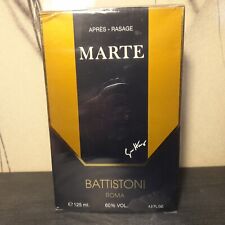 APRÈS - RASAGE
MARTE
BATTISTONI
ROMA
℮ 125 ml. 60% VOL. 4.2 FL.OZ